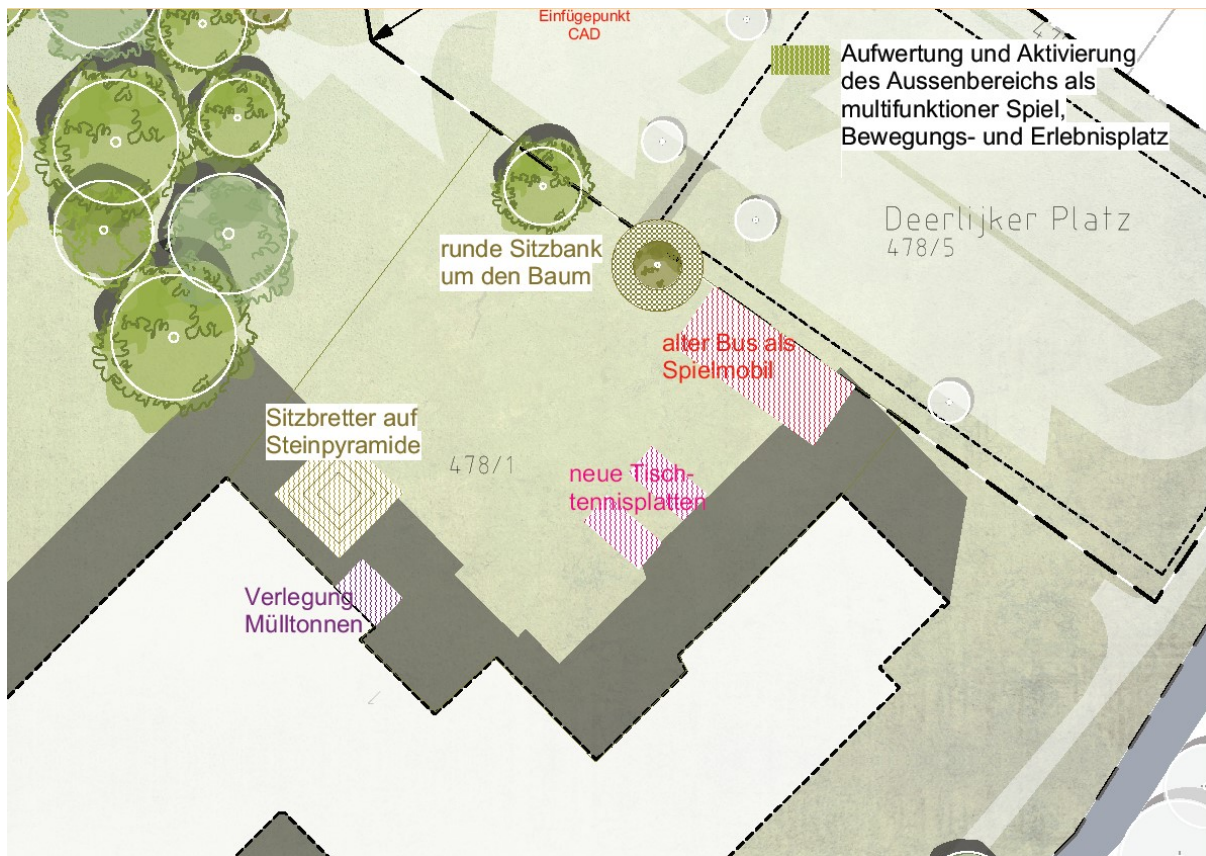 Einfügepunkt
CAD
Aufwertung und Aktivierung
des Aussenbereichs als
multifunktioner Spiel,
Bewegungs- und Erlebnisplatz
Deerlijker Platz
478/5
runde Sitzbank
um den Baum
alter Bus als
Spielmobil
Sitzbretter auf
Steinpyramide
478/1
neue Tisch-
tennisplatten
Verlegung
Mülltonnen